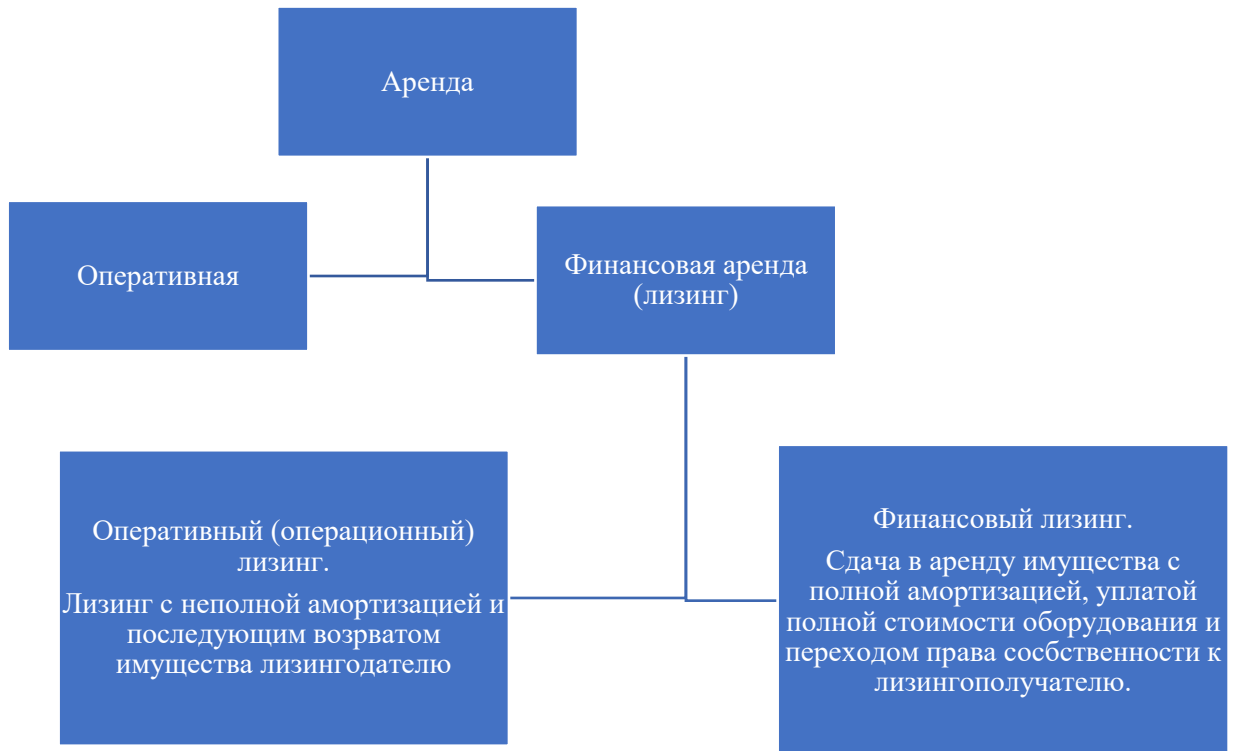 Аренда
Оперативная
Финансовая аренда
(лизинг)
Оперативный (операционный)
лизинг.
Лизинг с неполной амортизацией и
последующим возрватом
имущества лизингодателю
Финансовый лизинг.
Сдача в аренду имущества с
полной амортизацией, уплатой
полной стоимости оборудования и
переходом права сосбственности к
лизингополучателю.